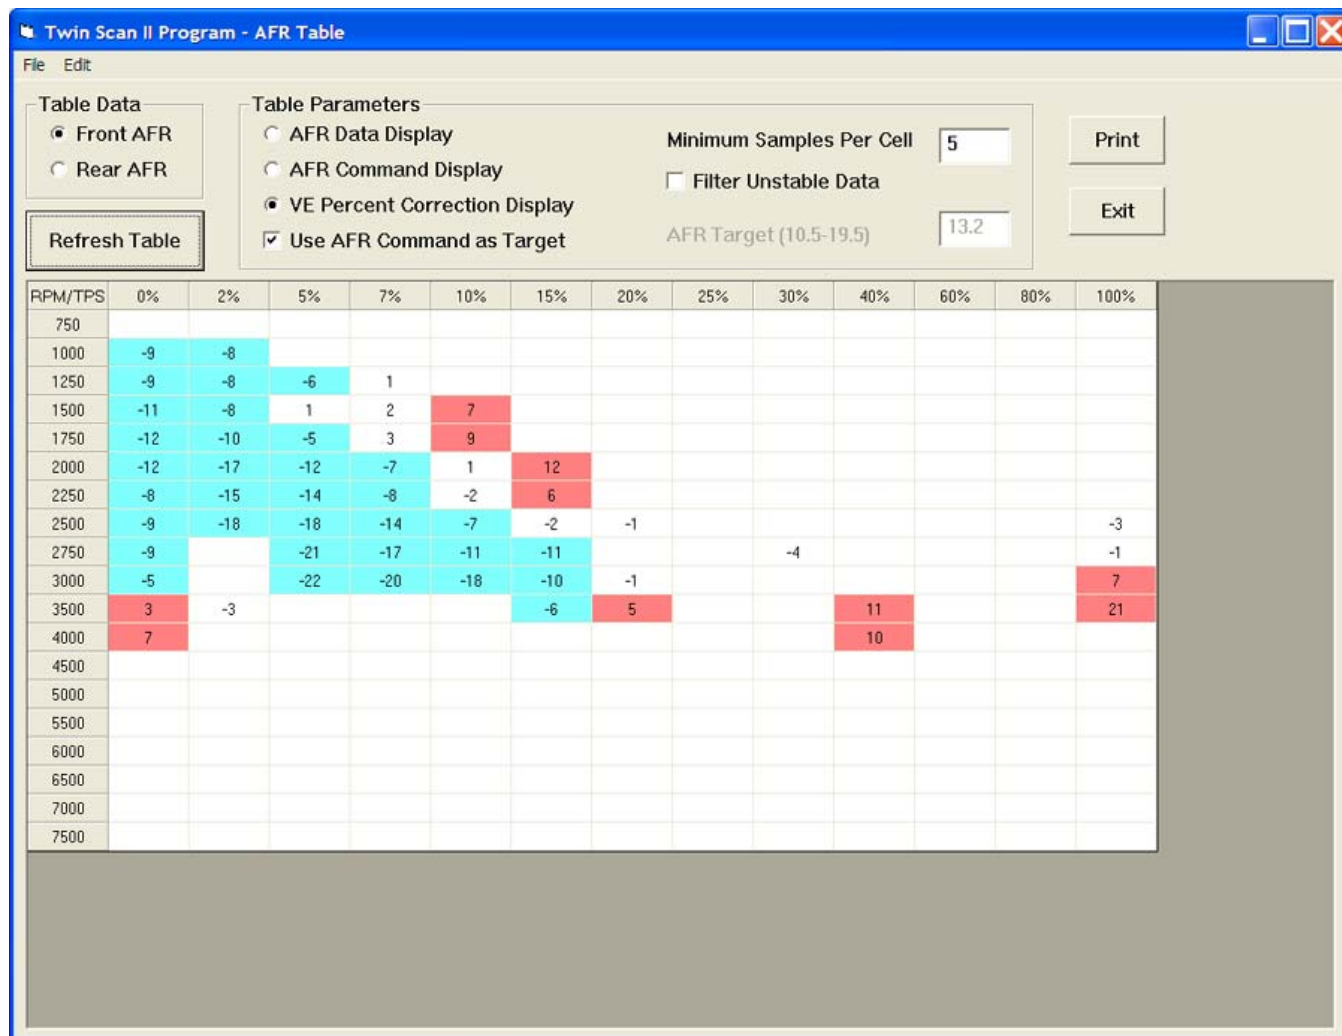 Twin Scan II Program - AFR Table
File Edit
Table Data
Front AFR
Rear AFR
Refresh Table
Table Parameters
AFR Data Display
AFR Command Display
VE Percent Correction Display
Use AFR Command as Target
Minimum Samples Per Cell 5
Filter Unstable Data
AFR Target (10.5-19.5) 13.2
Print
Exit
RPM/TPS 0% 2% 5% 7% 10% 15% 20% 25% 30% 40% 60% 80% 100%
750
1000 -9 -8
1250 -9 -8 -6 1
1500 -11 -8 1 2 7
1750 -12 -10 -5 3 9
2000 -12 -17 -12 -7 1 12
2250 -8 -15 -14 -8 -2 6
2500 -9 -18 -18 -14 -7 -2 -1 -3
2750 -9 -21 -17 -11 -11 -4 -1
3000 -5 -22 -20 -18 -10 -1 7
3500 3 -3 -6 5 11 21
4000 7 10
4500
5000
5500
6000
6500
7000
7500